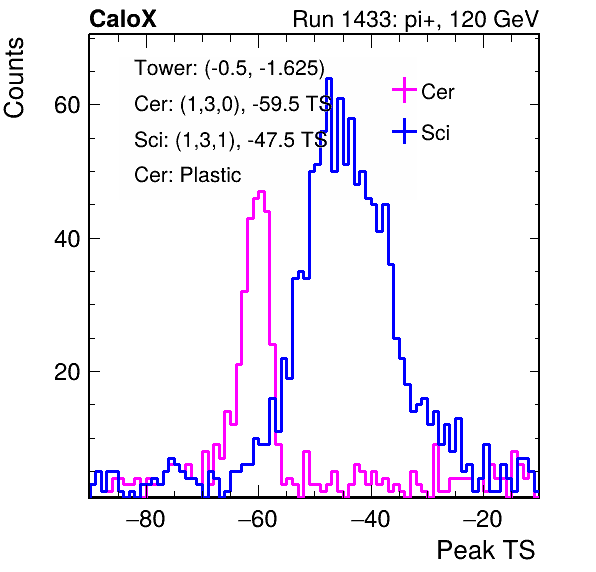 CaloX Run 1433: pi+, 120 GeV
Counts
Tower: (-0.5, -1.625)
Cer: (1,3,0), -59.5 TS
Sci: (1,3,1), -47.5 TS
Cer: Plastic
Cer
Sci
60
40
20
−80 −60 −40 −20
Peak TS